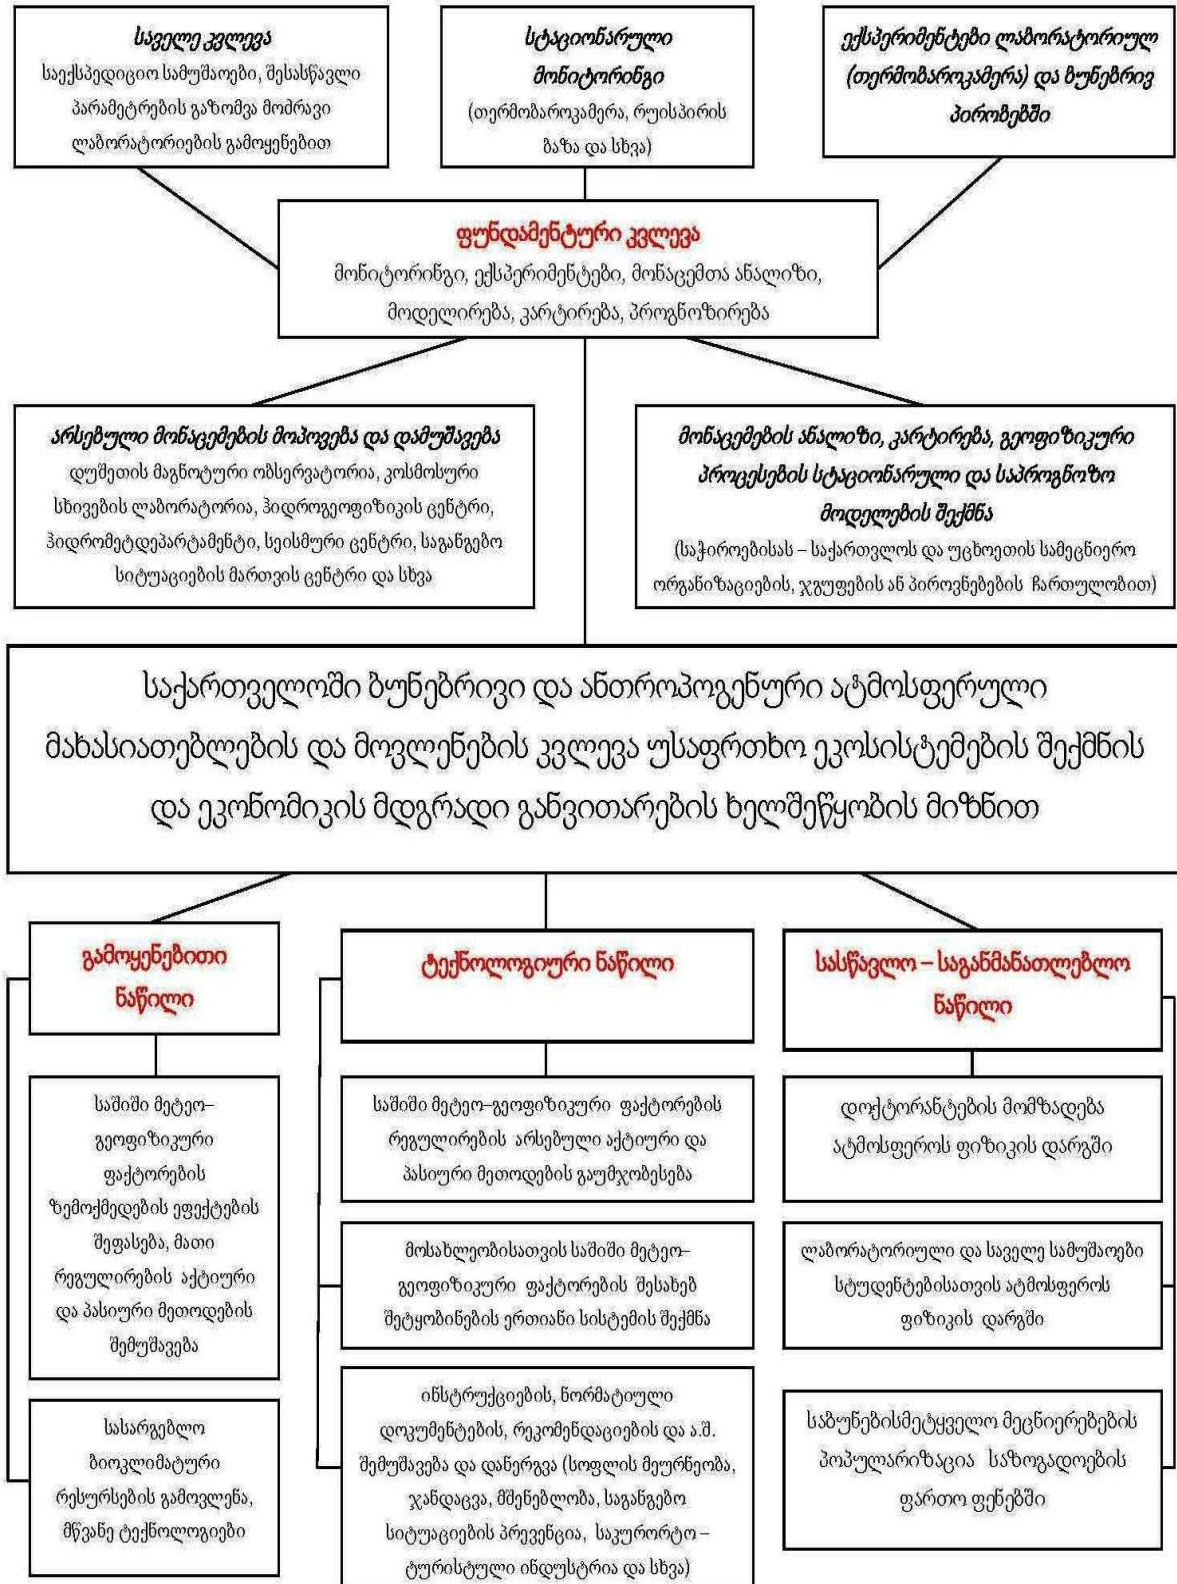 საველე კვლევა
საექსპედიციო სამუშაოები, შესასწავლი
პარამეტრების გაზომვა მოძრავი
ლაბორატორიების გამოყენებით
სტაციონარული
მონიტორინგი
(თერმობაროკამერა, რუისპირის
ბაზა და სხვა)
ექსპერიმენტები ლაბორატორიულ
(თერმობაროკამერა) და ბუნებრივ
პირობებში
ფუნდამენტური კვლევა
მონიტორინგი, ექსპერიმენტები, მონაცემთა ანალიზი,
მოდელირება, კარტირება, პროგნოზირება
არსებული მონაცემების მოპოვება და დამუშავება
დუშეთის მაგნოტური ობსერვატორია, კოსმოსური
სხივების ლაბორატორია, ჰიდროგეოფიზიკის ცენტრი,
ჰიდრომეტდეპარტამენტი, სეისმური ცენტრი, საგანგებო
სიტუაციების მართვის ცენტრი და სხვა
მონაცემების ანალიზი, კარტირება, გეოფიზიკური
პროცესების სტაციონარული და საპროგნოზო
მოდელების შექმნა
(საჭიროებისას – საქართვლოს და უცხოეთის სამეცნიერო
ორგანიზაციების, ჯგუფების ან პიროვნებების ჩართულობით)
საქართველოში ბუნებრივი და ანთროპოგენური ატმოსფერული
მახასიათებლების და მოვლენების კვლევა უსაფრთხო ეკოსისტემების შექმნის
და ეკონომიკის მდგრადი განვითარების ხელშეწყობის მიზნით
გამოყენებითი
ნაწილი
საშიში მეტეო–
გეოფიზიკური
ფაქტორების
ზემოქმედების ეფექტების
შეფასება, მათი
რეგულირების აქტიური
და პასიური მეთოდების
შემუშავება
სასარგებლო
ბიოკლიმატური
რესურსების გამოვლენა,
მწვანე ტექნოლოგიები
ტექნოლოგიური ნაწილი
საშიში მეტეო–გეოფიზიკური ფაქტორების
რეგულირების არსებული აქტიური და
პასიური მეთოდების გაუმჯობესება
მოსახლეობისათვის საშიში მეტეო–
გეოფიზიკური ფაქტორების შესახებ
შეტყობინების ერთიანი სისტემის შექმნა
ინსტრუქციების, ნორმატიული
დოკუმენტების, რეკომენდაციების და ა.შ.
შემუშავება და დანერგვა (სოფლის მეურნეობა,
ჯანდაცვა, მშენებლობა, საგანგებო
სიტუაციების პრევენცია, საკურორტო –
ტურისტული ინდუსტრია და სხვა)
სასწავლო – საგანმანათლებლო
ნაწილი
დოქტორანტების მომზადება
ატმოსფეროს ფიზიკის დარგში
ლაბორატორიული და საველე სამუშაოები
სტუდენტებისათვის ატმოსფეროს
ფიზიკის დარგში
საბუნებისმეტყველო მეცნიერებების
პოპულარიზაცია საზოგადოების
ფართო ფენებში